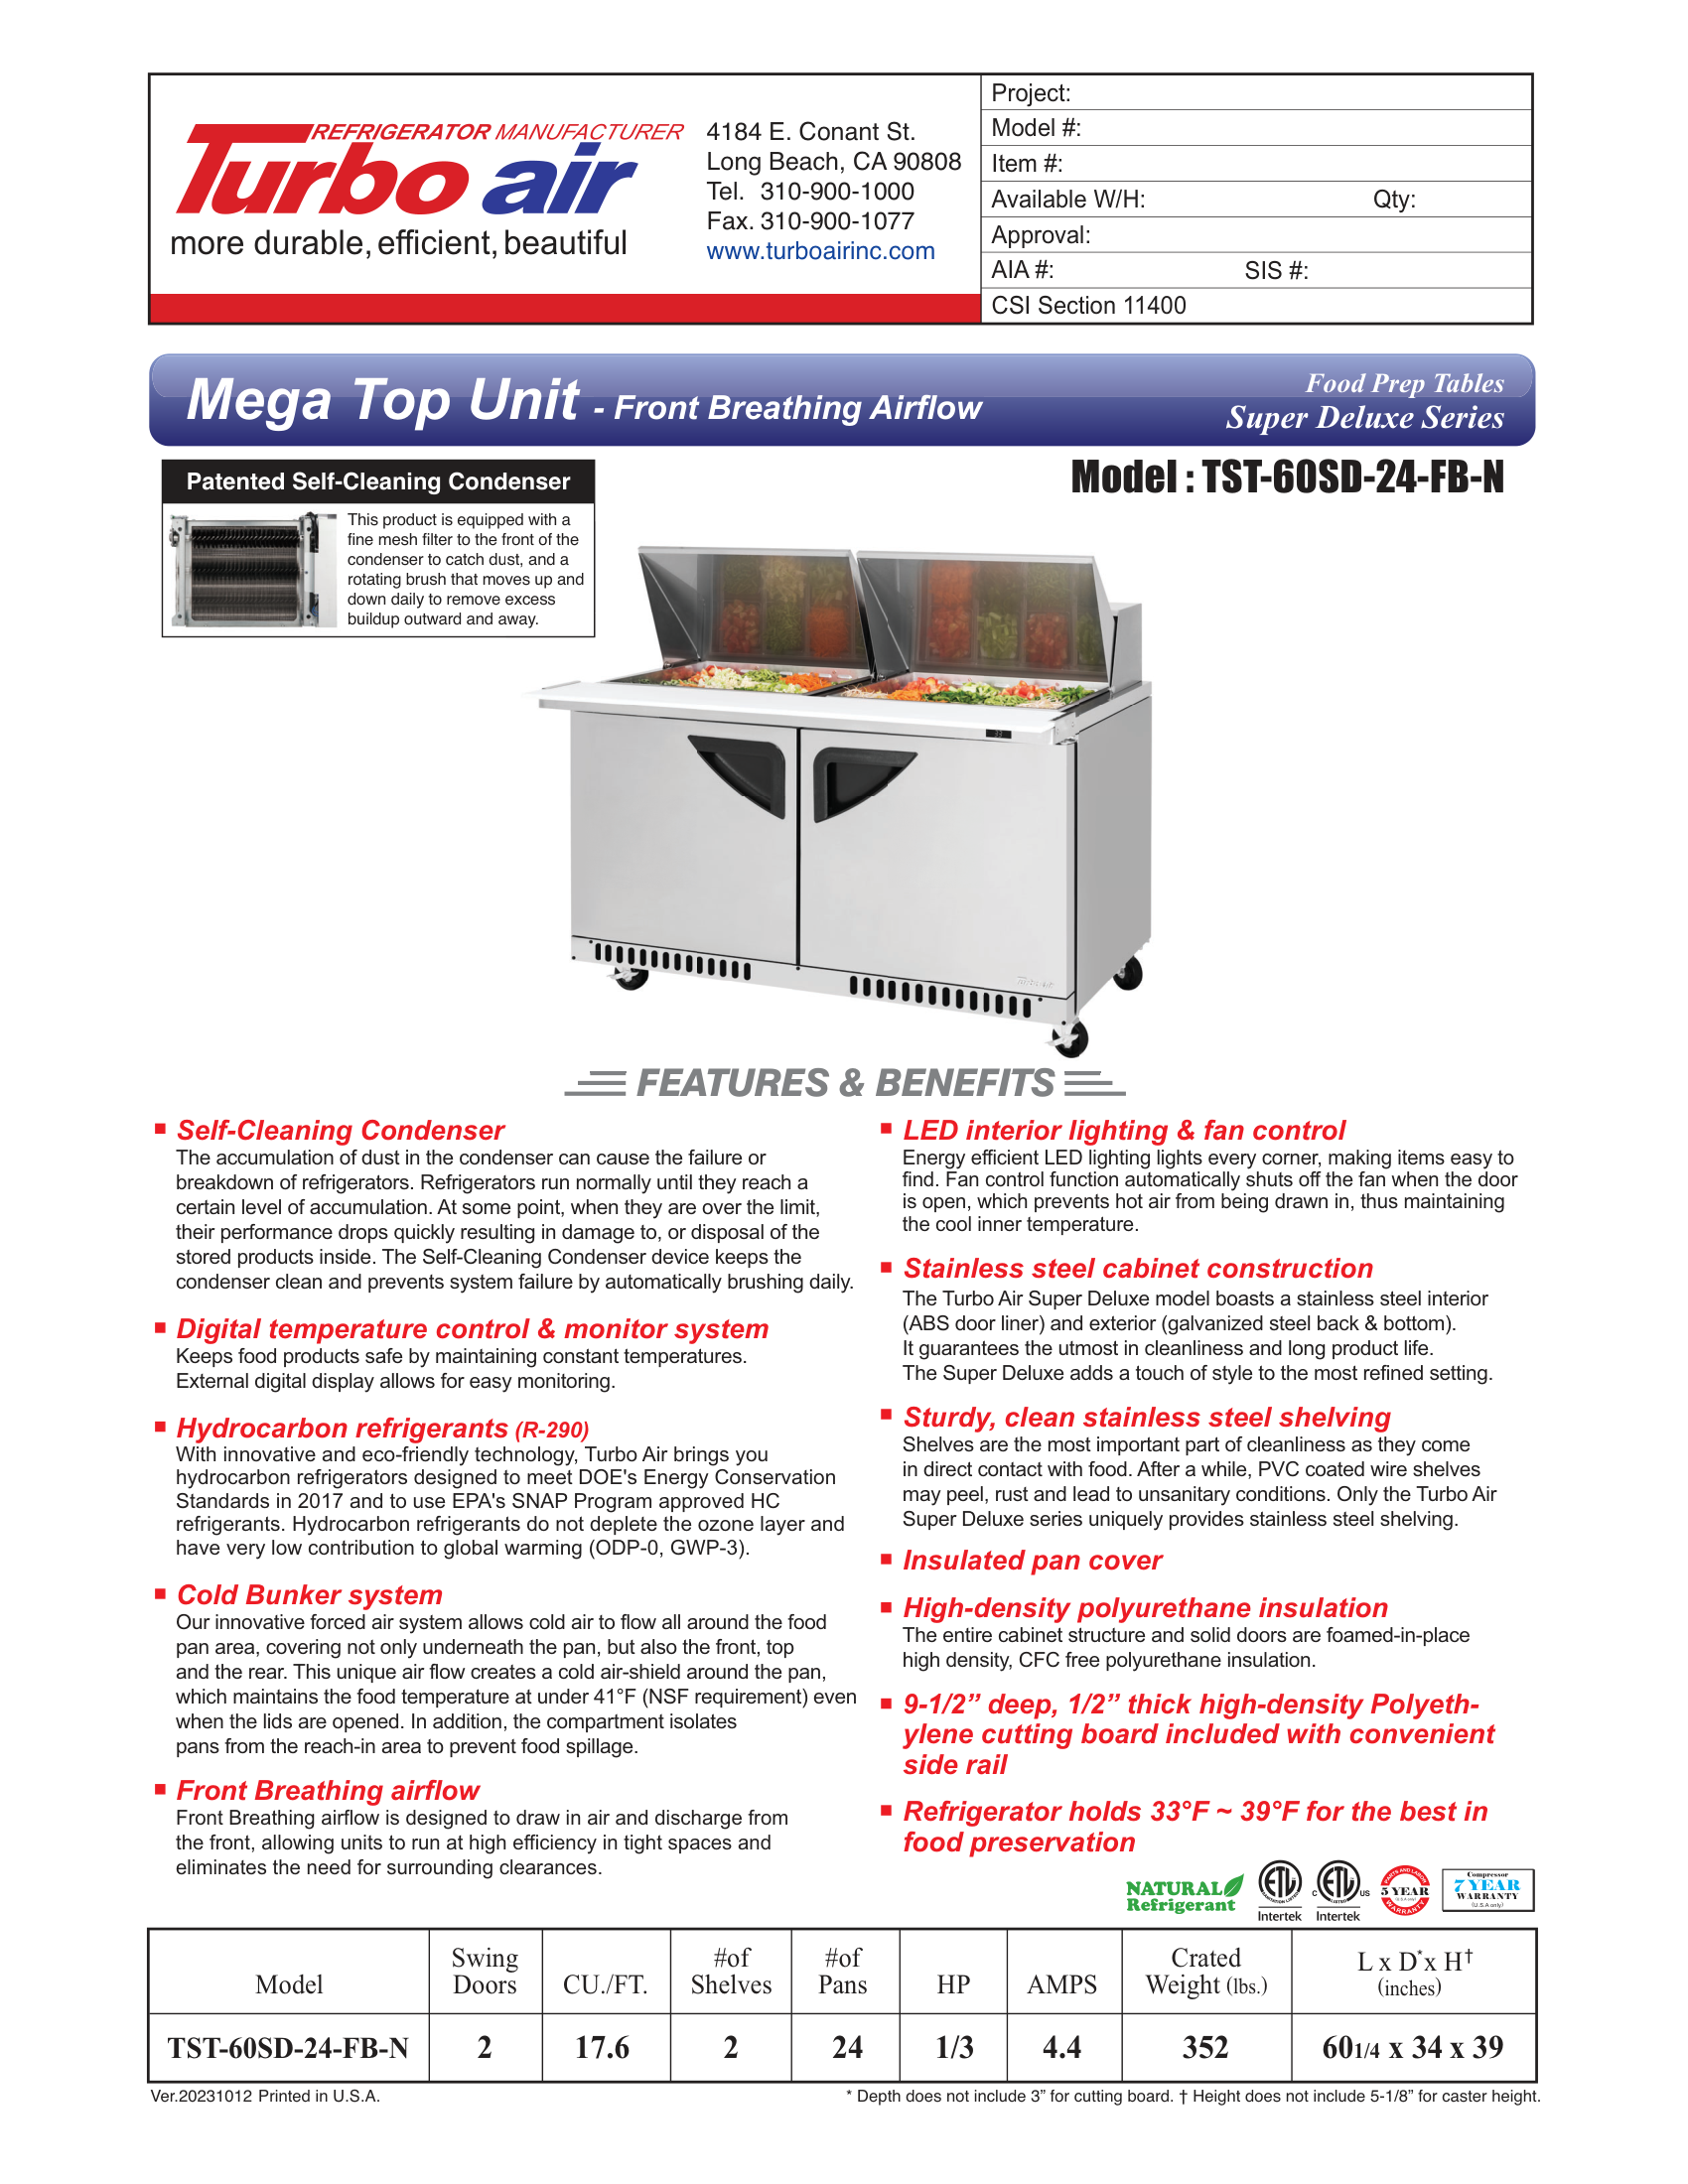 REFRIGERATOR MANUFACTURER
Turbo air
more durable, efficient, beautiful
4184 E. Conant St.
Long Beach, CA 90808
Tel. 310-900-1000
Fax. 310-900-1077
www.turboairinc.com
Project:
Model #:
Item #:
Available W/H: Qty:
Approval:
AIA #: SIS #:
CSI Section 11400
Mega Top Unit - Front Breathing Airflow
Food Prep Tables
Super Deluxe Series
Model : TST-60SD-24-FB-N
Patented Self-Cleaning Condenser
This product is equipped with a
fine mesh filter to the front of the
condenser to catch dust, and a
rotating brush that moves up and
down daily to remove excess
buildup outward and away.
FEATURES & BENEFITS
Self-Cleaning Condenser
The accumulation of dust in the condenser can cause the failure or
breakdown of refrigerators. Refrigerators run normally until they reach a
certain level of accumulation. At some point, when they are over the limit,
their performance drops quickly resulting in damage to, or disposal of the
stored products inside. The Self-Cleaning Condenser device keeps the
condenser clean and prevents system failure by automatically brushing daily.
Digital temperature control & monitor system
Keeps food products safe by maintaining constant temperatures.
External digital display allows for easy monitoring.
Hydrocarbon refrigerants (R-290)
With innovative and eco-friendly technology, Turbo Air brings you
hydrocarbon refrigerators designed to meet DOE's Energy Conservation
Standards in 2017 and to use EPA's SNAP Program approved HC
refrigerants. Hydrocarbon refrigerants do not deplete the ozone layer and
have very low contribution to global warming (ODP-0, GWP-3).
Cold Bunker system
Our innovative forced air system allows cold air to flow all around the food
pan area, covering not only underneath the pan, but also the front, top
and the rear. This unique air flow creates a cold air-shield around the pan,
which maintains the food temperature at under 41°F (NSF requirement) even
when the lids are opened. In addition, the compartment isolates
pans from the reach-in area to prevent food spillage.
Front Breathing airflow
Front Breathing airflow is designed to draw in air and discharge from
the front, allowing units to run at high efficiency in tight spaces and
eliminates the need for surrounding clearances.
LED interior lighting & fan control
Energy efficient LED lighting lights every corner, making items easy to
find. Fan control function automatically shuts off the fan when the door
is open, which prevents hot air from being drawn in, thus maintaining
the cool inner temperature.
Stainless steel cabinet construction
The Turbo Air Super Deluxe model boasts a stainless steel interior
(ABS door liner) and exterior (galvanized steel back & bottom).
It guarantees the utmost in cleanliness and long product life.
The Super Deluxe adds a touch of style to the most refined setting.
Sturdy, clean stainless steel shelving
Shelves are the most important part of cleanliness as they come
in direct contact with food. After a while, PVC coated wire shelves
may peel, rust and lead to unsanitary conditions. Only the Turbo Air
Super Deluxe series uniquely provides stainless steel shelving.
Insulated pan cover
High-density polyurethane insulation
The entire cabinet structure and solid doors are foamed-in-place
high density, CFC free polyurethane insulation.
9-1/2” deep, 1/2” thick high-density Polyeth-
ylene cutting board included with convenient
side rail
Refrigerator holds 33°F ~ 39°F for the best in
food preservation
NATURAL
Refrigerant
ETL
Intertek
C ETL US
Intertek
PARTS AND LABOR
5 YEAR
WARRANTY
Compressor
7 YEAR
WARRANTY
(U.S.A only)
Model Swing Doors CU./FT. #of Shelves #of Pans HP AMPS Crated Weight (lbs.) L x D* x H† (inches)
TST-60SD-24-FB-N 2 17.6 2 24 1/3 4.4 352 60 1/4 x 34 x 39
Ver.20231012 Printed in U.S.A.
* Depth does not include 3” for cutting board. † Height does not include 5-1/8” for caster height.